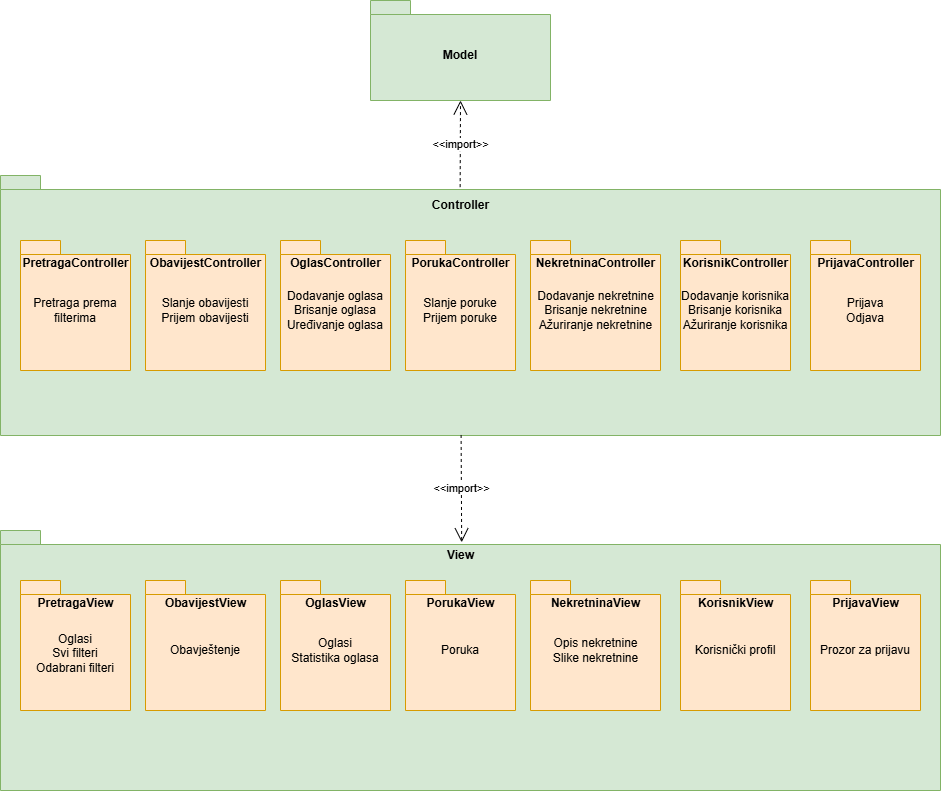 Model
<<import>>
Controller
PretragaController
Pretraga prema
filterima
ObavijestController
Slanje obavijesti
Prijem obavijesti
OglasController
Dodavanje oglasa
Brisanje oglasa
Uređivanje oglasa
PorukaController
Slanje poruke
Prijem poruke
NekretninaController
Dodavanje nekretnine
Brisanje nekretnine
Ažuriranje nekretnine
KorisnikController
Dodavanje korisnika
Brisanje korisnika
Ažuriranje korisnika
PrijavaController
Prijava
Odjava
<<import>>
View
PretragaView
Oglasi
Svi filteri
Odabrani filteri
ObavijestView
Obavještenje
OglasView
Oglasi
Statistika oglasa
PorukaView
Poruka
NekretninaView
Opis nekretnine
Slike nekretnine
KorisnikView
Korisnički profil
PrijavaView
Prozor za prijavu